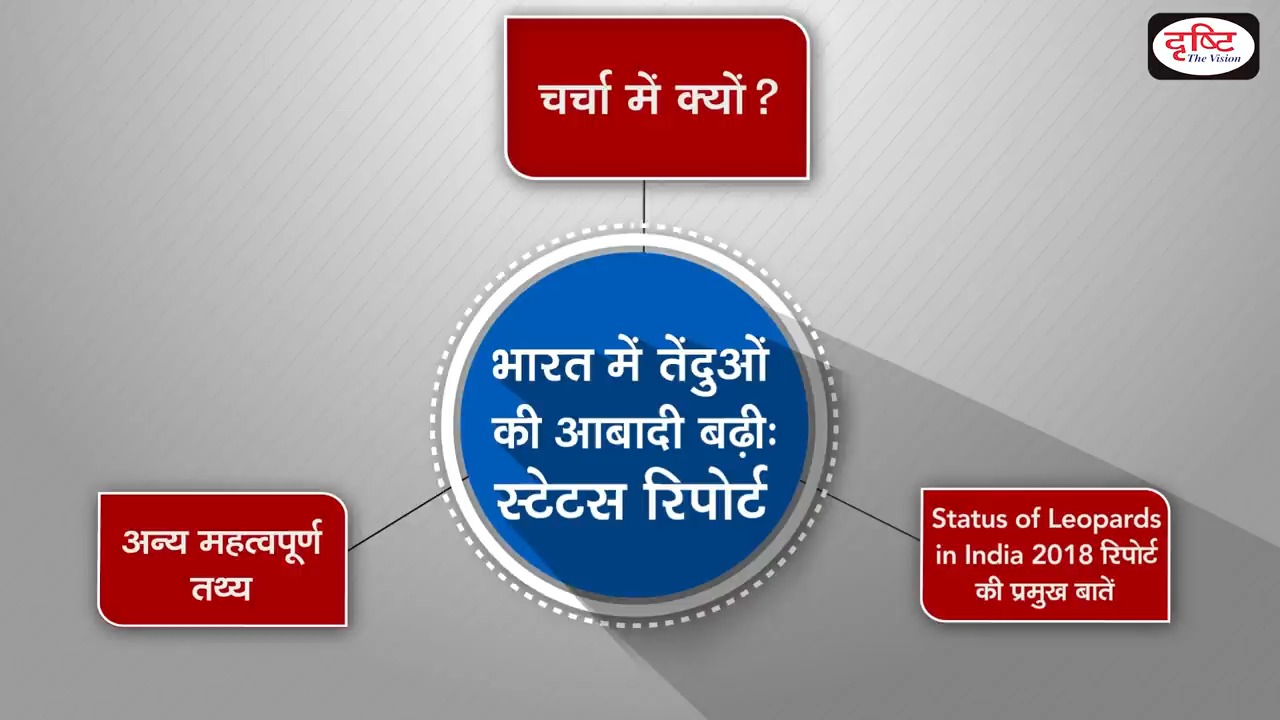 दृष्टि
The Vision
चर्चा में क्यों ?
भारत में तेंदुओं
की आबादी बढ़ीः
स्टेटस रिपोर्ट
अन्य महत्वपूर्ण
तथ्य
Status of Leopards
in India 2018 रिपोर्ट
की प्रमुख बातें